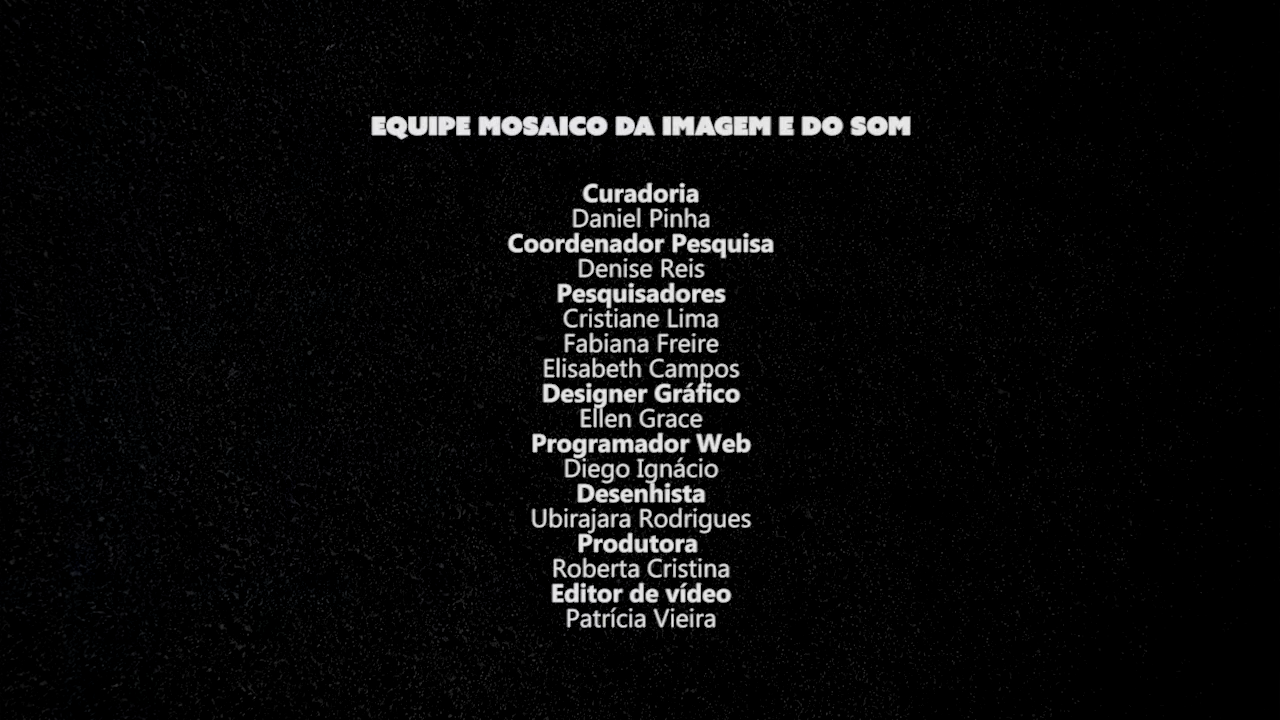 EQUIPE MOSAICO DA IMAGEM E DO SOM
Curadoria
Daniel Pinha
Coordenador Pesquisa
Denise Reis
Pesquisadores
Cristiane Lima
Fabiana Freire
Elisabeth Campos
Designer Gráfico
Ellen Grace
Programador Web
Diego Ignácio
Desenhista
Ubirajara Rodrigues
Produtora
Roberta Cristina
Editor de vídeo
Patrícia Vieira